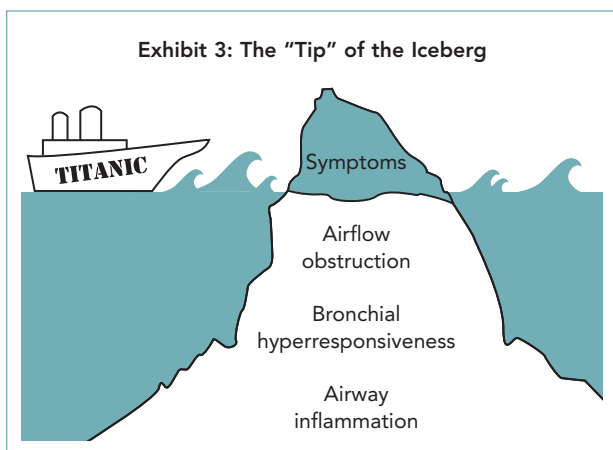 Exhibit 3: The "Tip" of the Iceberg
TITANIC
Symptoms
Airflow
obstruction
Bronchial
hyperresponsiveness
Airway
inflammation